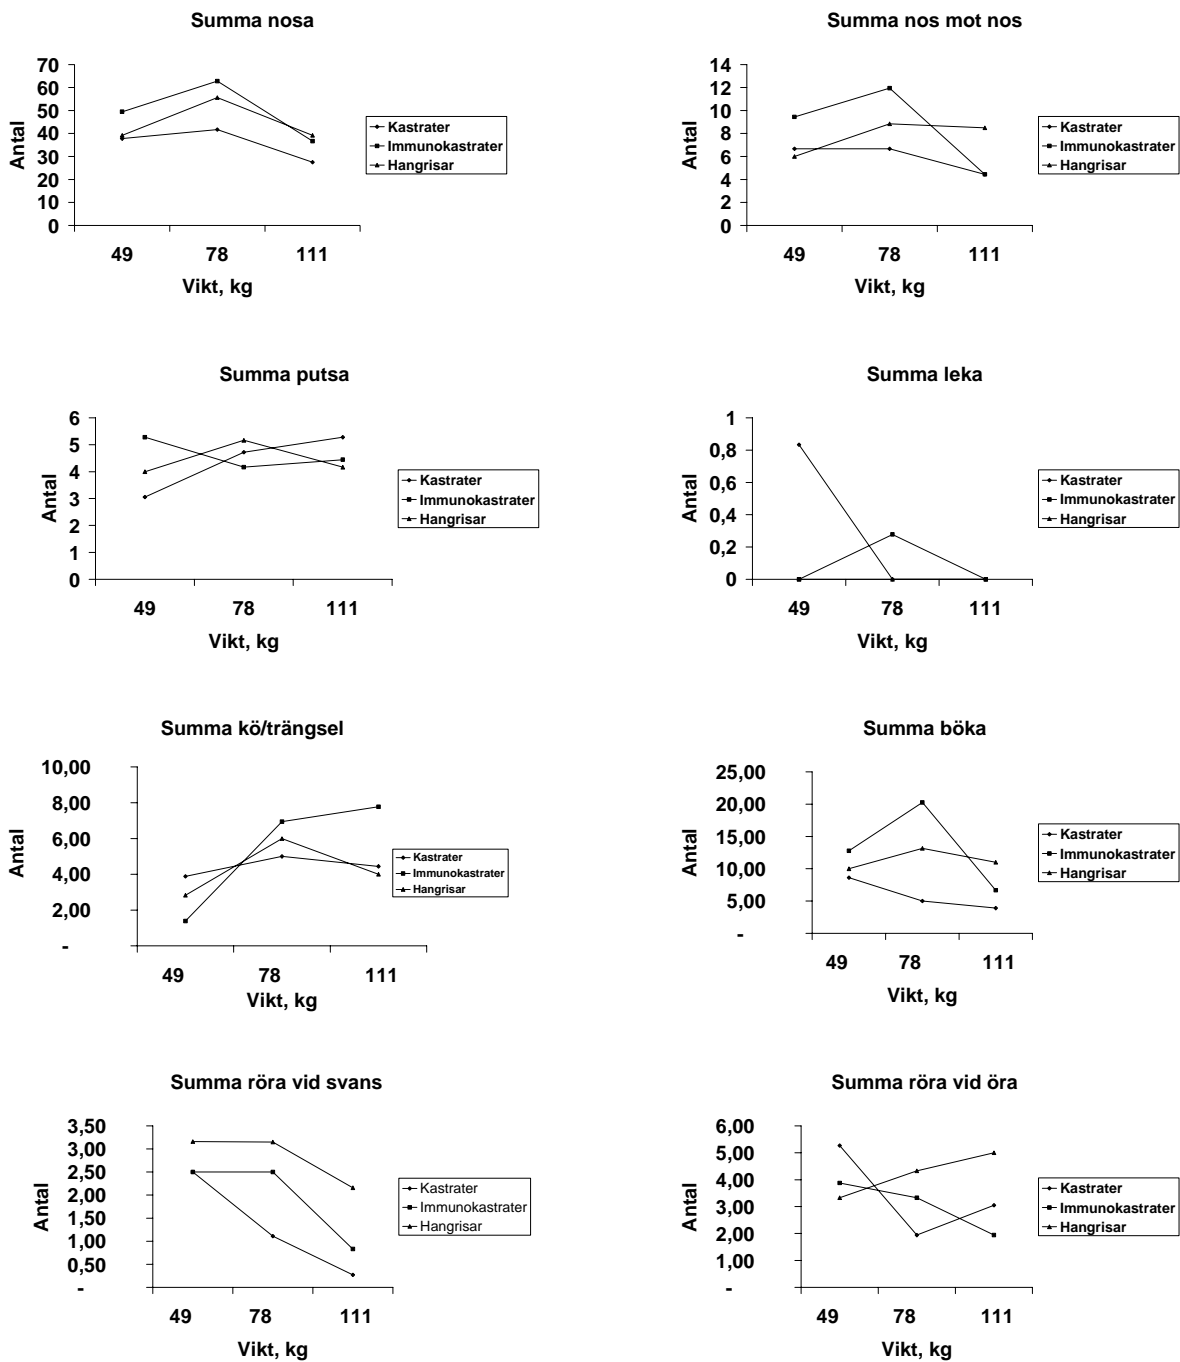 Summa nosa
70
60
50
40
30
20
10
0
Antal
49 78 111
Vikt, kg
Kastrater
Immunokastrater
Hangrisar
Summa nos mot nos
14
12
10
8
6
4
2
0
Antal
49 78 111
Vikt, kg
Kastrater
Immunokastrater
Hangrisar
Summa putsa
6
5
4
3
2
1
0
Antal
49 78 111
Vikt, kg
Kastrater
Immunokastrater
Hangrisar
Summa leka
1
0,8
0,6
0,4
0,2
0
Antal
49 78 111
Vikt, kg
Kastrater
Immunokastrater
Hangrisar
Summa kö/trängsel
10,00
8,00
6,00
4,00
2,00
-
Antal
49 78 111
Vikt, kg
Kastrater
Immunokastrater
Hangrisar
Summa böka
25,00
20,00
15,00
10,00
5,00
-
Antal
49 78 111
Vikt, kg
Kastrater
Immunokastrater
Hangrisar
Summa röra vid svans
3,50
3,00
2,50
2,00
1,50
1,00
0,50
-
Antal
49 78 111
Vikt, kg
Kastrater
Immunokastrater
Hangrisar
Summa röra vid öra
6,00
5,00
4,00
3,00
2,00
1,00
-
Antal
49 78 111
Vikt, kg
Kastrater
Immunokastrater
Hangrisar